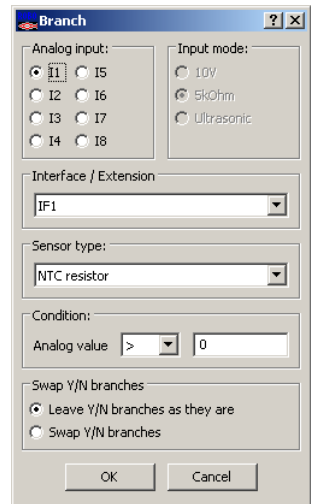 Branch
Analog input:
I1 I5
I2 I6
I3 I7
I4 I8
Input mode:
10V
5kOhm
Ultrasonic
Interface / Extension
IF1
Sensor type:
NTC resistor
Condition:
Analog value > 0
Swap Y/N branches
Leave Y/N branches as they are
Swap Y/N branches
OK Cancel